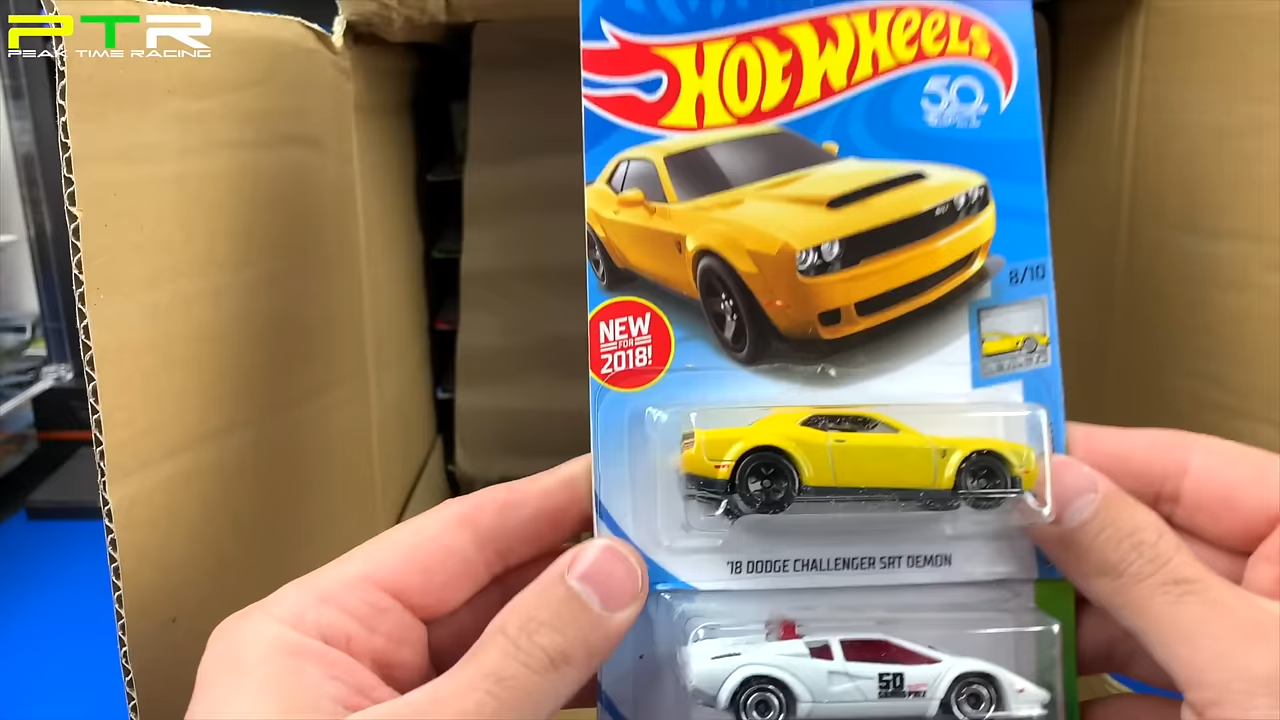 PTR
PEAK TIME RACING
HOT WHEELS
50
8/10
NEW
FOR
2018!
'18 DODGE CHALLENGER SRT DEMON
50